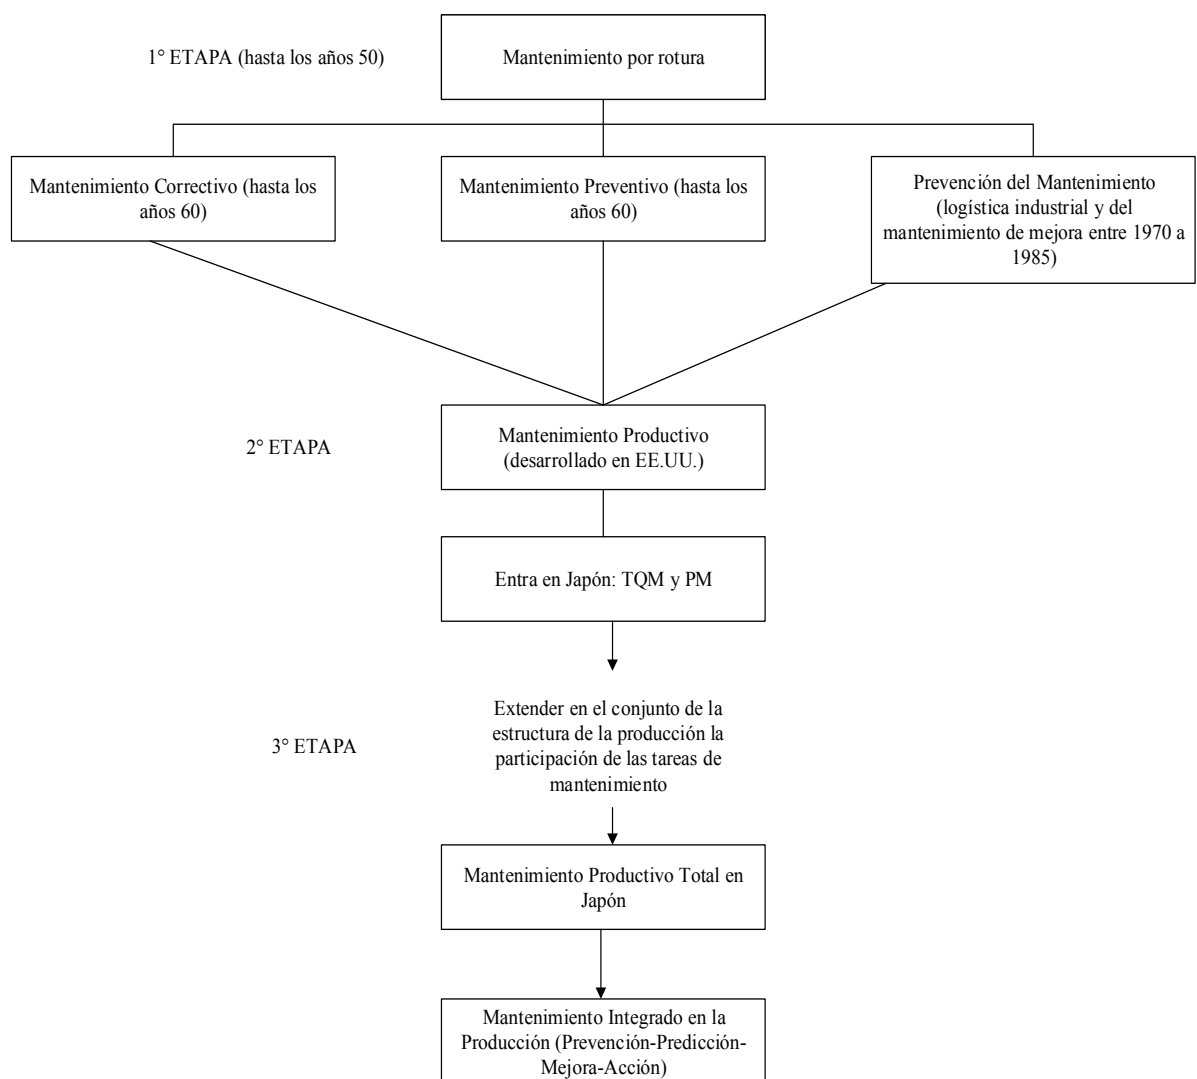 1° ETAPA (hasta los años 50)
Mantenimiento por rotura
Mantenimiento Correctivo (hasta los
años 60)
Mantenimiento Preventivo (hasta los
años 60)
Prevención del Mantenimiento
(logística industrial y del
mantenimiento de mejora entre 1970 a
1985)
2° ETAPA
Mantenimiento Productivo
(desarrollado en EE.UU.)
Entra en Japón: TQM y PM
3° ETAPA
Extender en el conjunto de la
estructura de la producción la
participación de las tareas de
mantenimiento
Mantenimiento Productivo Total en
Japón
Mantenimiento Integrado en la
Producción (Prevención-Predicción-
Mejora-Acción)